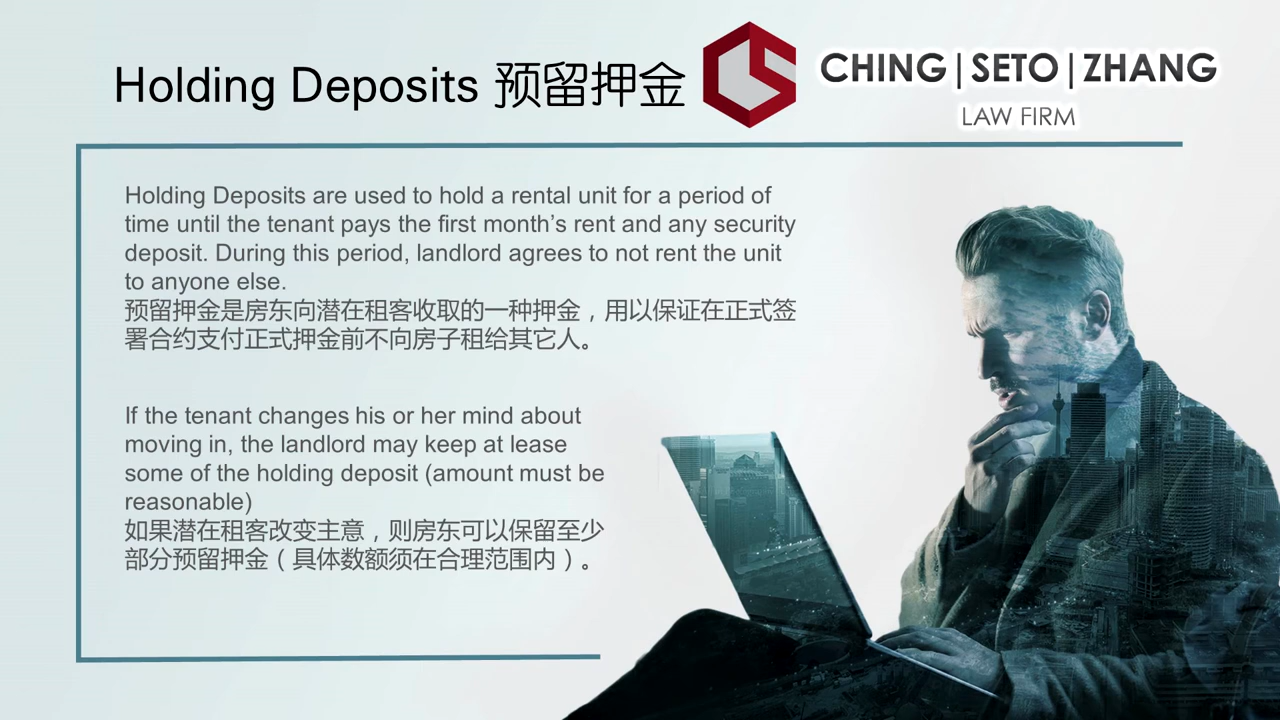 Holding Deposits 预留押金
CHING|SETO|ZHANG
LAW FIRM
Holding Deposits are used to hold a rental unit for a period of
time until the tenant pays the first month’s rent and any security
deposit. During this period, landlord agrees to not rent the unit
to anyone else.
预留押金是房东向潜在租客收取的一种押金，用以保证在正式签
署合约支付正式押金前不向房子租给其它人。
If the tenant changes his or her mind about
moving in, the landlord may keep at lease
some of the holding deposit (amount must be
reasonable)
如果潜在租客改变主意，则房东可以保留至少
部分预留押金（具体数额须在合理范围内）。